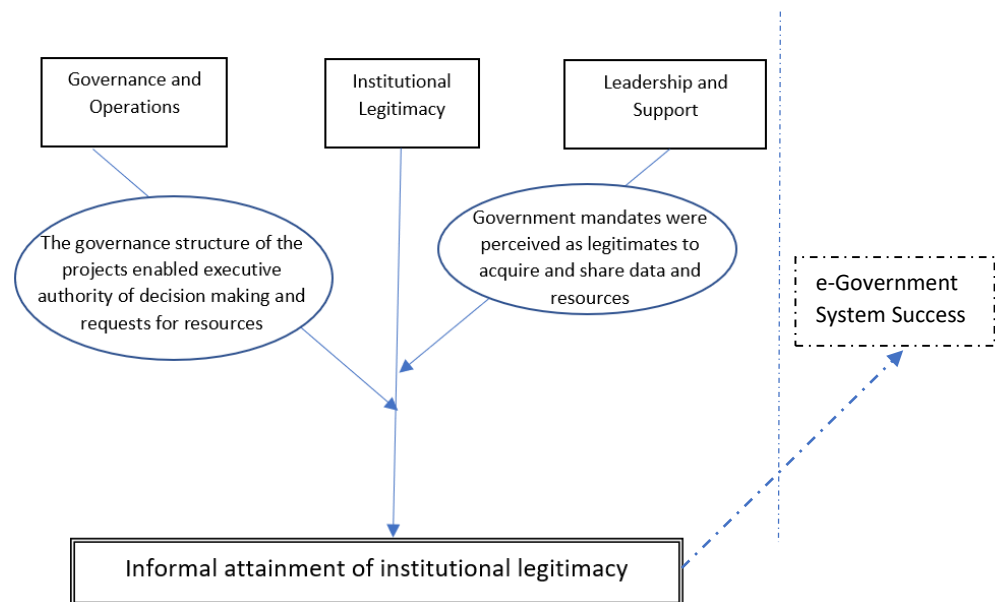 Governance and
Operations
Institutional
Legitimacy
Leadership and
Support
The governance structure of the
projects enabled executive
authority of decision making and
requests for resources
Government mandates were
perceived as legitimates to
acquire and share data and
resources
e-Government
System Success
Informal attainment of institutional legitimacy